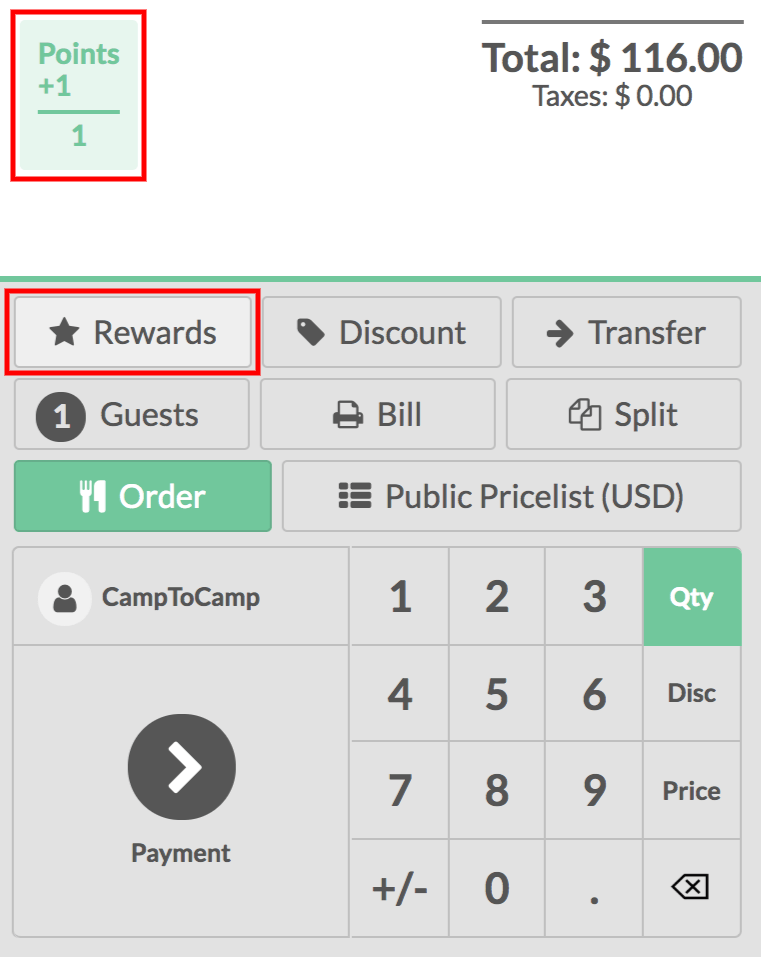 Points
+1
1
Total: $ 116.00
Taxes: $ 0.00
Rewards
Discount
Transfer
1 Guests
Bill
Split
Order
Public Pricelist (USD)
CampToCamp
1 2 3 Qty
4 5 6 Disc
7 8 9 Price
Payment
+/- 0 .